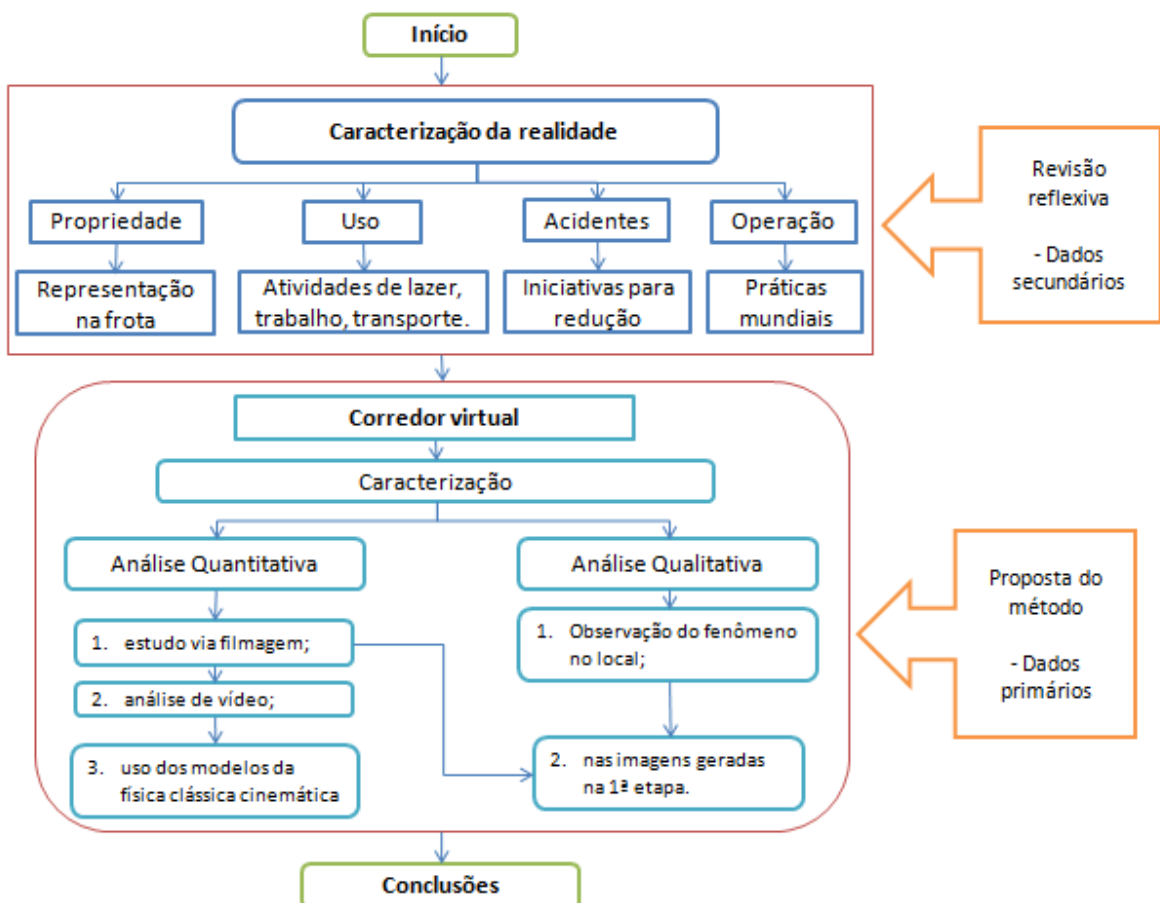 Início
Caracterização da realidade
Propriedade
Uso
Acidentes
Operação
Representação
na frota
Atividades de lazer,
trabalho, transporte.
Iniciativas para
redução
Práticas
mundiais
Revisão
reflexiva
- Dados
secundários
Corredor virtual
Caracterização
Análise Quantitativa
1. estudo via filmagem;
2. análise de vídeo;
3. uso dos modelos da
física clássica cinemática
Análise Qualitativa
1. Observação do fenômeno
no local;
2. nas imagens geradas
na 1ª etapa.
Proposta do
método
- Dados
primários
Conclusões